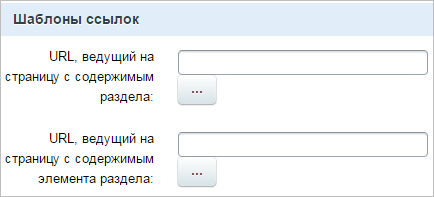 Шаблоны ссылок
URL, ведущий на
страницу с содержимым
раздела:
...
URL, ведущий на
страницу с содержимым
элемента раздела:
...